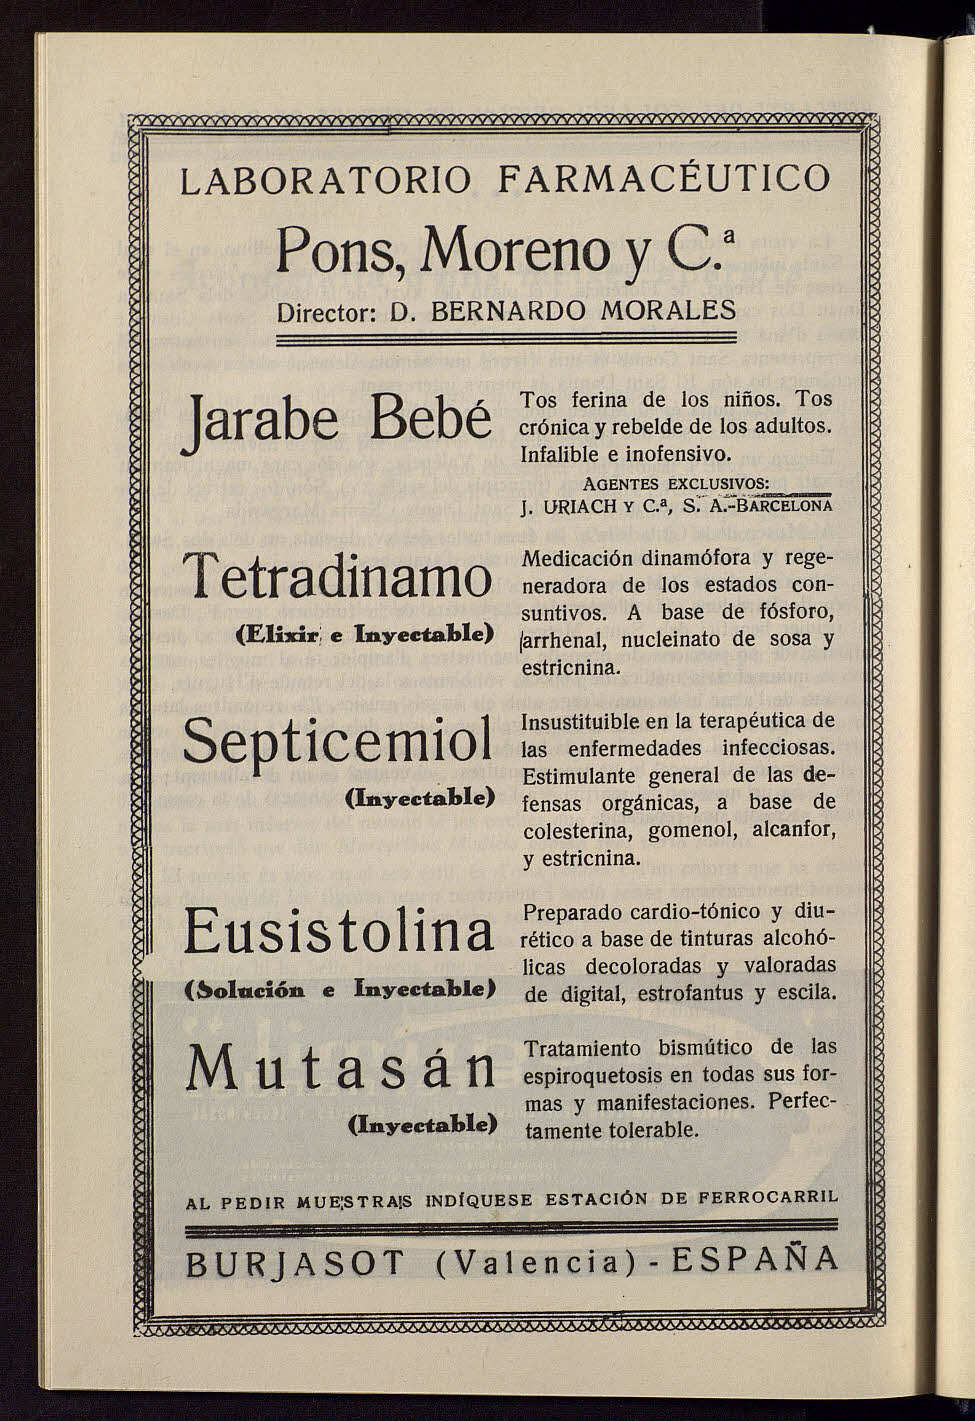 LABORATORIO FARMACÉUTICO
Pons, Moreno y C.ª
Director: D. BERNARDO MORALES
Jarabe Bebé
Tos ferina de los niños. Tos
crónica y rebelde de los adultos.
Infalible e inofensivo.
AGENTES EXCLUSIVOS:
J. URIACH Y C.ª, S. A.-BARCELONA
Tetradinamo
(Elixir e Inyectable)
Medicación dinamófora y rege-
neradora de los estados con-
suntivos. A base de fósforo,
arrhenal, nucleinato de sosa y
estricnina.
Septicemiol
(Inyectable)
Insustituible en la terapéutica de
las enfermedades infecciosas.
Estimulante general de las de-
fensas orgánicas, a base de
colesterina, gomenol, alcanfor,
y estricnina.
Eusistolina
(Solución e Inyectable)
Preparado cardio-tónico y diu-
rético a base de tinturas alcohó-
licas decoloradas y valoradas
de digital, estrofantus y escila.
Mutasán
(Inyectable)
Tratamiento bismútico de las
espiroquetosis en todas sus for-
mas y manifestaciones. Perfec-
tamente tolerable.
AL PEDIR MUESTRAS INDÍQUESE ESTACIÓN DE FERROCARRIL
BURJASOT (Valencia) - ESPAÑA